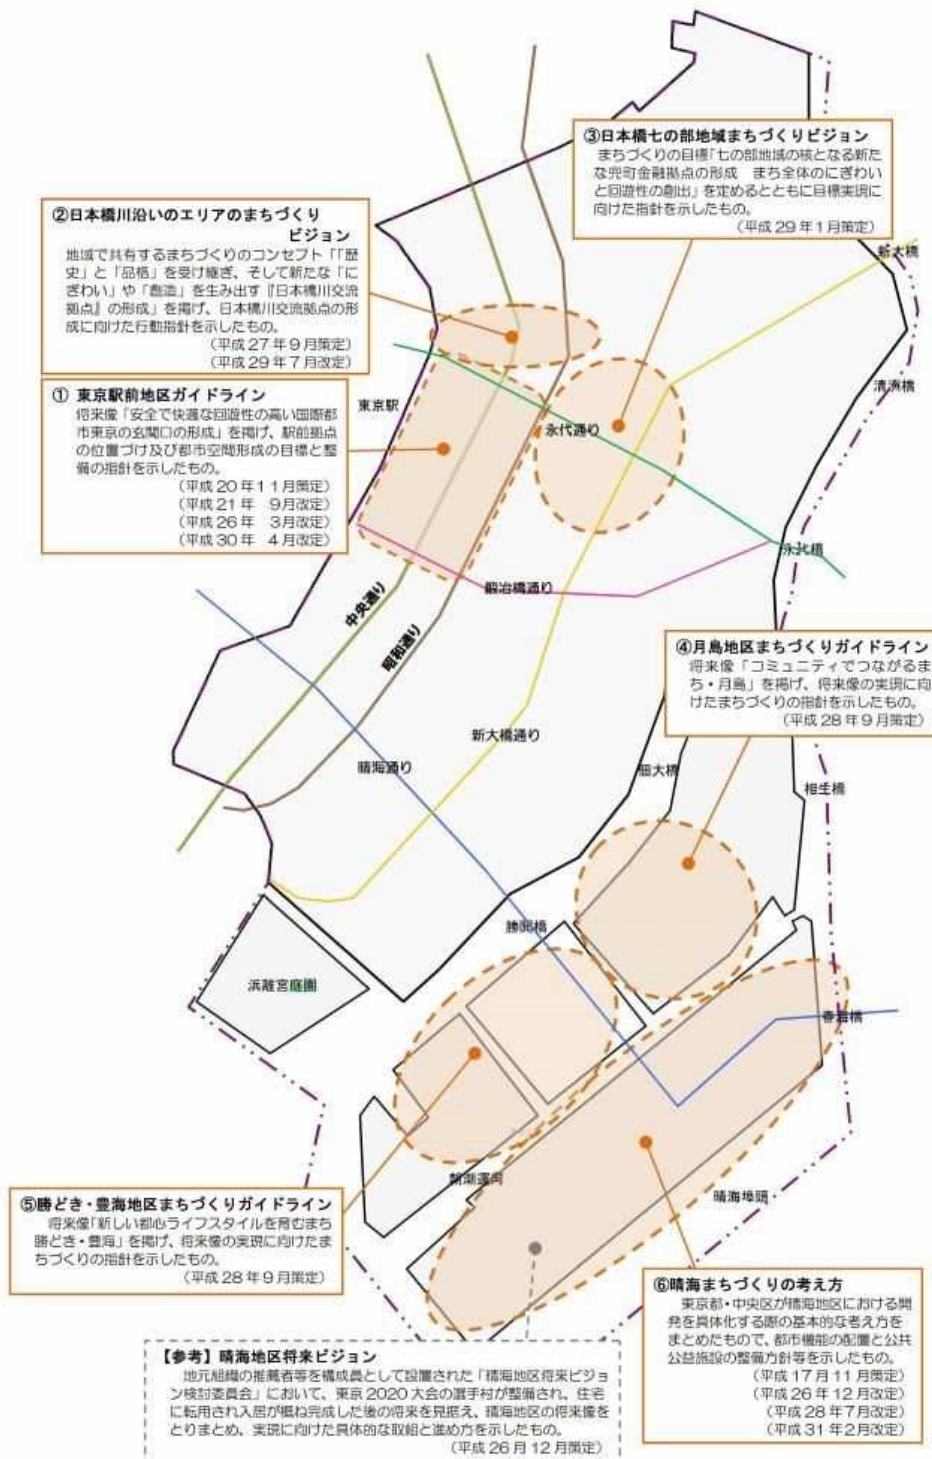 ③日本橋七の部地域まちづくりビジョン
まちづくりの目標「七の部地域の核となる新た
な兜町金融拠点の形成 まち全体のにぎわい
と回遊性の創出」を定めるとともに目標実現に
向けた指針を示したもの。
(平成29年1月策定)
②日本橋川沿いのエリアのまちづくり
ビジョン
地域で共有するまちづくりのコンセプト「「歴
史」と「品格」を受け継ぎ、そして新たな「に
ぎわい」や「創造」を生み出す『日本橋川交流
拠点』の形成」を掲げ、日本橋川交流拠点の形
成に向けた行動指針を示したもの。
(平成27年9月策定)
(平成29年7月改定)
新大橋
清洲橋
① 東京駅前地区ガイドライン
将来像「安全で快適な回遊性の高い国際都
市東京の玄関口の形成」を掲げ、駅前拠点
の位置づけ及び都市空間形成の目標と整
備の指針を示したもの。
(平成20年11月策定)
(平成21年 9月改定)
(平成26年 3月改定)
(平成30年 4月改定)
東京駅
永代通り
永代橋
鍛冶橋通り
中央通り
昭和通り
④月島地区まちづくりガイドライン
将来像「コミュニティでつながるま
ち・月島」を掲げ、将来像の実現に向
けたまちづくりの指針を示したもの。
(平成28年9月策定)
新大橋通り
晴海通り
佃大橋
相生橋
勝鬨橋
浜離宮庭園
春海橋
朝潮運河
晴海埠頭
⑤勝どき・豊海地区まちづくりガイドライン
将来像「新しい都心ライフスタイルを育むまち
勝どき・豊海」を掲げ、将来像の実現に向けたま
ちづくりの指針を示したもの。
(平成28年9月策定)
⑥晴海まちづくりの考え方
東京都・中央区が晴海地区における開
発を具体化する際の基本的な考え方を
まとめたもので、都市機能の配置と公共
公益施設の整備方針等を示したもの。
(平成17月11月策定)
(平成26年12月改定)
(平成28年7月改定)
(平成31年2月改定)
【参考】晴海地区将来ビジョン
地元組織の推薦者等を構成員として設置された「晴海地区将来ビジ
ョン検討委員会」において、東京2020大会の選手村が整備され、住宅
に転用され入居が概ね完成した後の将来を見据え、晴海地区の将来像を
とりまとめ、実現に向けた具体的な取組と進め方を示したもの。
(平成26月12月策定)